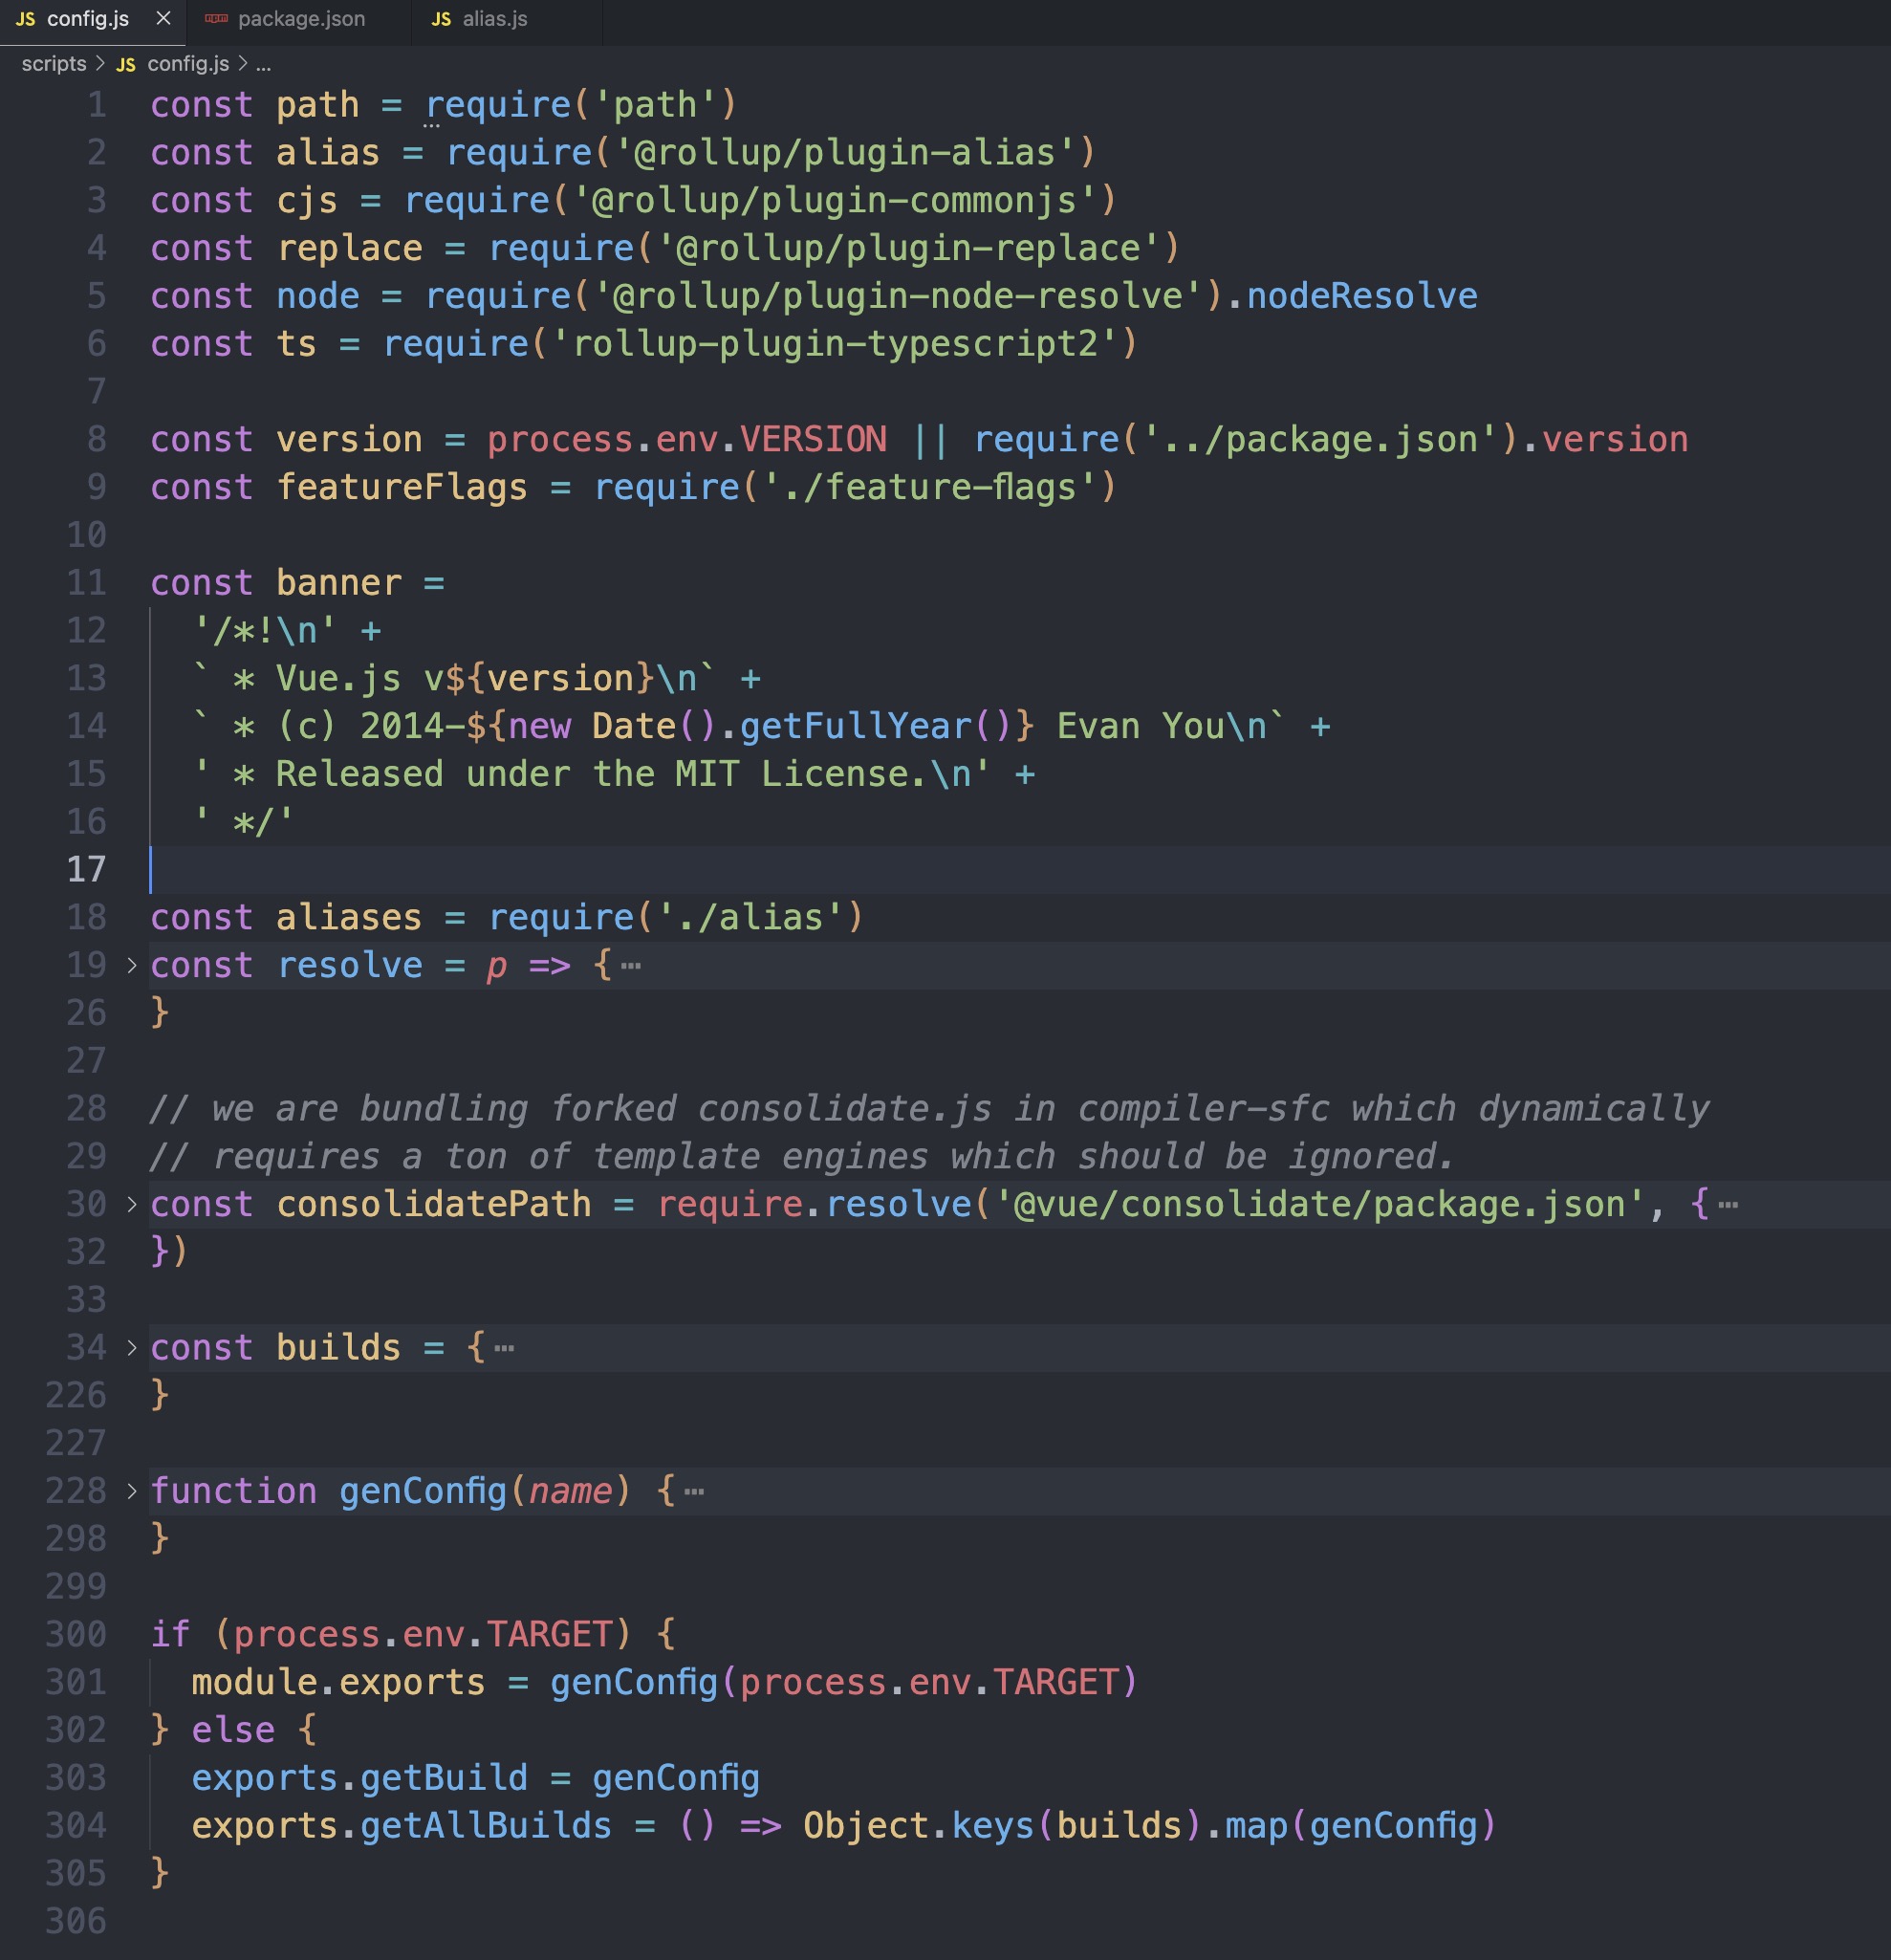 JS config.js × package.json JS alias.js
scripts > JS config.js > ...
1 const path = require('path')
2 const alias = require('@rollup/plugin-alias')
3 const cjs = require('@rollup/plugin-commonjs')
4 const replace = require('@rollup/plugin-replace')
5 const node = require('@rollup/plugin-node-resolve').nodeResolve
6 const ts = require('rollup-plugin-typescript2')
7
8 const version = process.env.VERSION || require('../package.json').version
9 const featureFlags = require('./feature-flags')
10
11 const banner =
12   '/*!\n' +
13   ` * Vue.js v${version}\n` +
14   ` * (c) 2014-${new Date().getFullYear()} Evan You\n` +
15   ' * Released under the MIT License.\n' +
16   ' */'
17
18 const aliases = require('./alias')
19 > const resolve = p => { ⋯
26 }
27
28 // we are bundling forked consolidate.js in compiler-sfc which dynamically
29 // requires a ton of template engines which should be ignored.
30 > const consolidatePath = require.resolve('@vue/consolidate/package.json', { ⋯
32 })
33
34 > const builds = { ⋯
226 }
227
228 > function genConfig(name) { ⋯
298 }
299
300 if (process.env.TARGET) {
301   module.exports = genConfig(process.env.TARGET)
302 } else {
303   exports.getBuild = genConfig
304   exports.getAllBuilds = () => Object.keys(builds).map(genConfig)
305 }
306